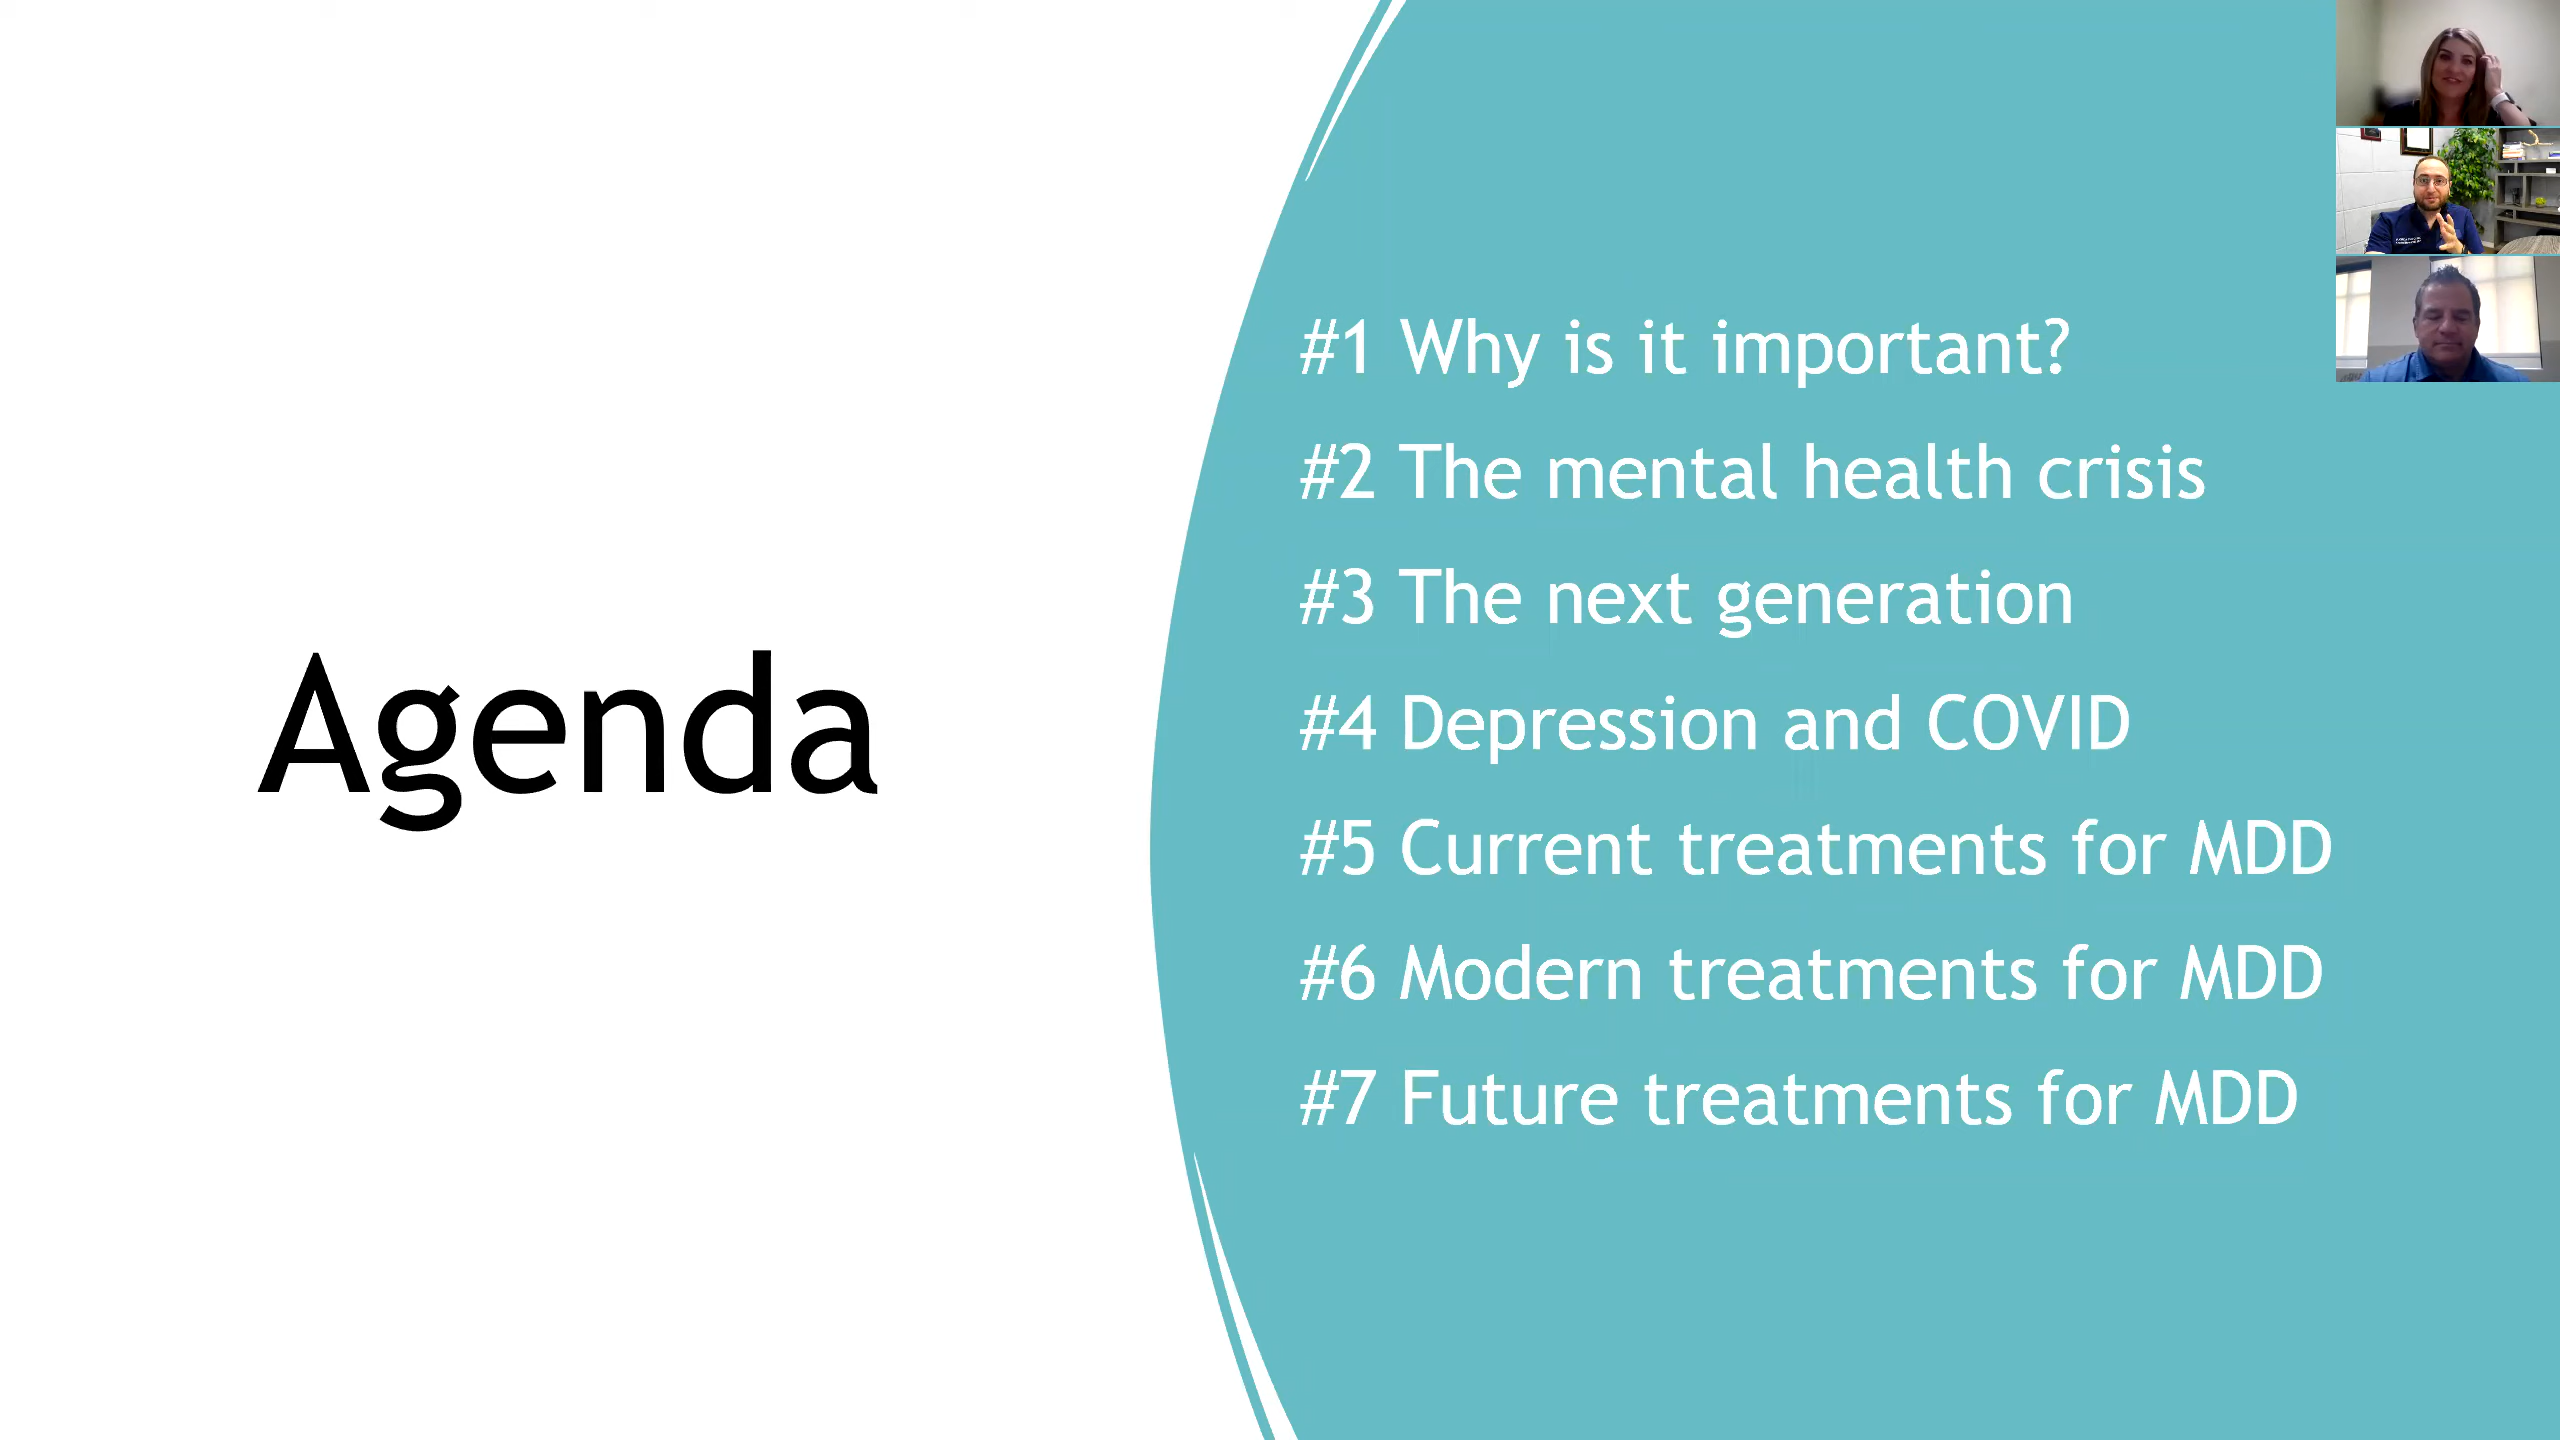 Agenda
#1 Why is it important?
#2 The mental health crisis
#3 The next generation
#4 Depression and COVID
#5 Current treatments for MDD
#6 Modern treatments for MDD
#7 Future treatments for MDD